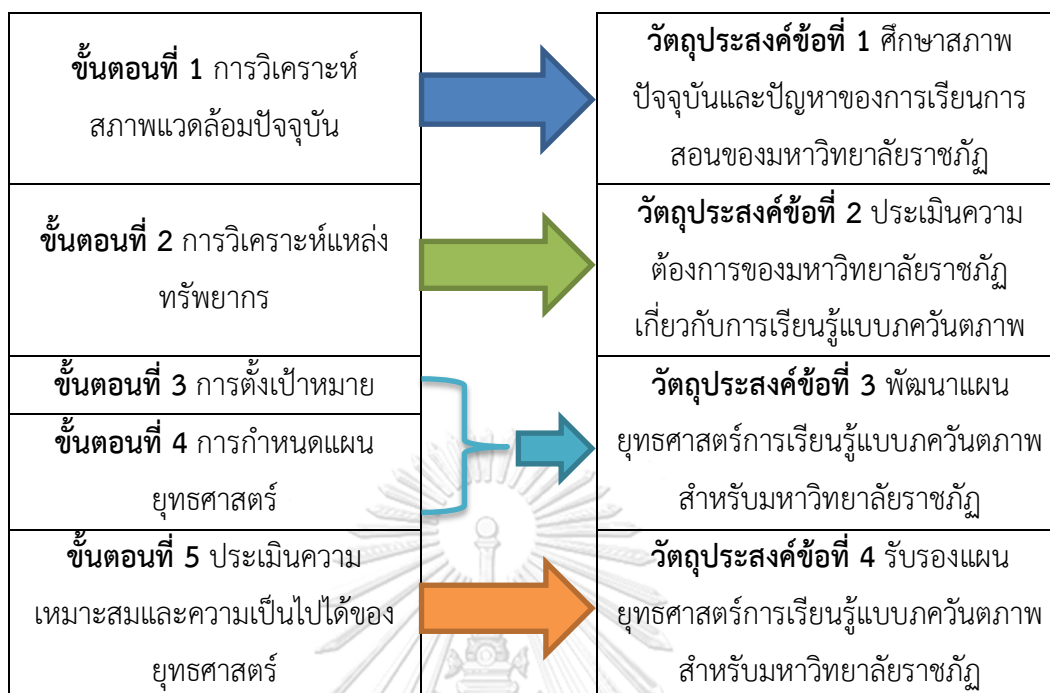 ขั้นตอนที่ 1 การวิเคราะห์
สภาพแวดล้อมปัจจุบัน
วัตถุประสงค์ข้อที่ 1 ศึกษาสภาพ
ปัจจุบันและปัญหาของการเรียนการ
สอนของมหาวิทยาลัยราชภัฏ
ขั้นตอนที่ 2 การวิเคราะห์แหล่ง
ทรัพยากร
วัตถุประสงค์ข้อที่ 2 ประเมินความ
ต้องการของมหาวิทยาลัยราชภัฏ
เกี่ยวกับการเรียนรู้แบบภควันตภาพ
ขั้นตอนที่ 3 การตั้งเป้าหมาย
ขั้นตอนที่ 4 การกำหนดแผน
ยุทธศาสตร์
วัตถุประสงค์ข้อที่ 3 พัฒนาแผน
ยุทธศาสตร์การเรียนรู้แบบภควันตภาพ
สำหรับมหาวิทยาลัยราชภัฏ
ขั้นตอนที่ 5 ประเมินความ
เหมาะสมและความเป็นไปได้ของ
ยุทธศาสตร์
วัตถุประสงค์ข้อที่ 4 รับรองแผน
ยุทธศาสตร์การเรียนรู้แบบภควันตภาพ
สำหรับมหาวิทยาลัยราชภัฏ